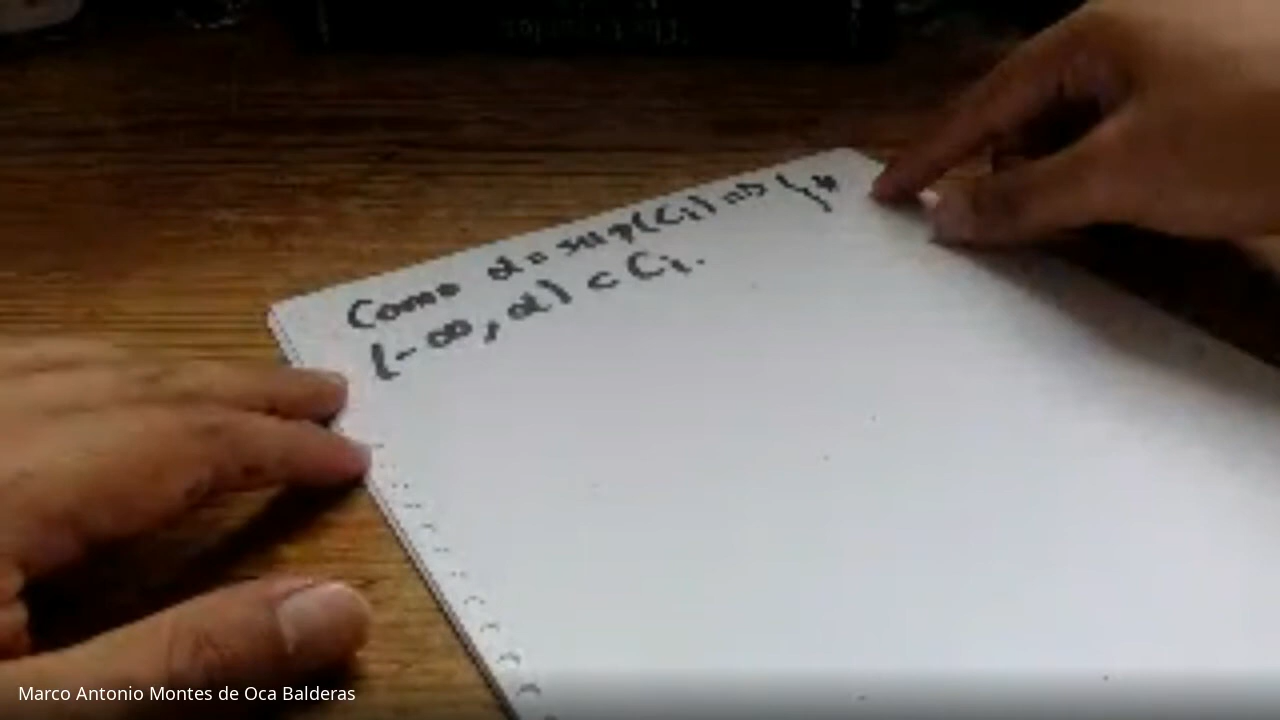 Como α = sup(Ci) =>
(-∞, α) ⊂ Ci.
Marco Antonio Montes de Oca Balderas